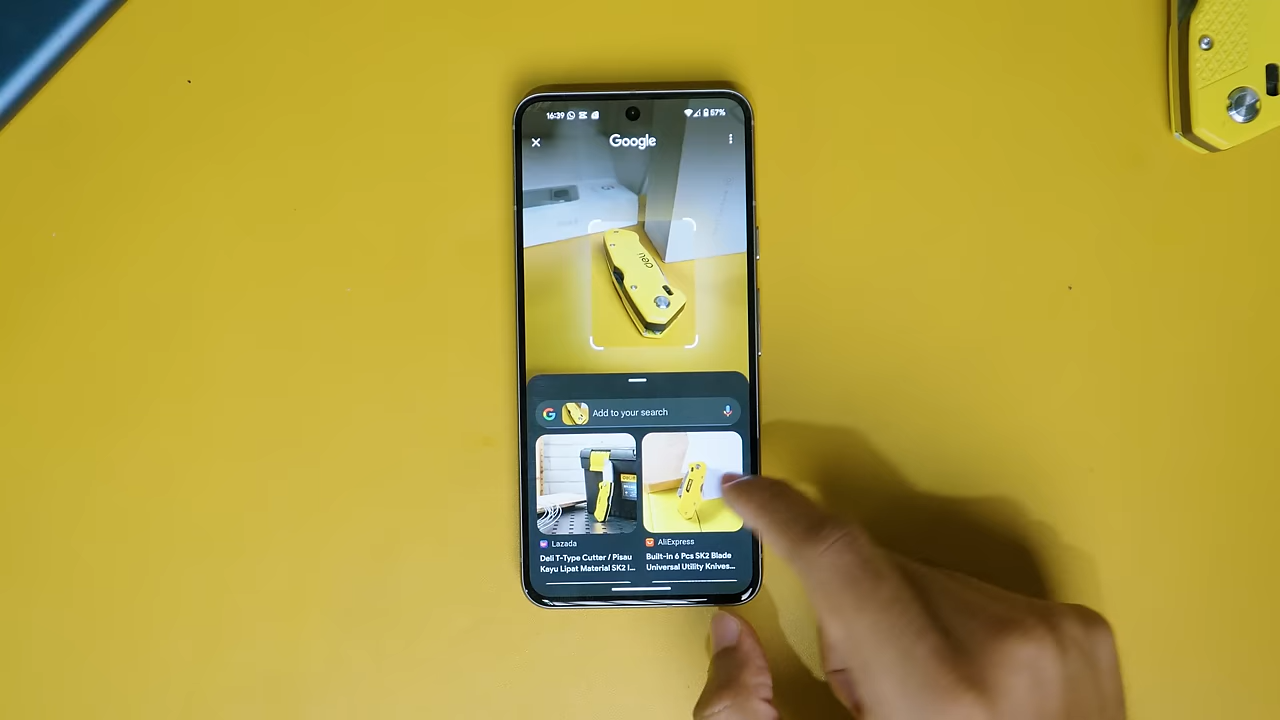 16:39
57%
Google
deli
Add to your search
Lazada
Deli T-Type Cutter / Pisau
Kayu Lipat Material SK2 I...
AliExpress
Built-in 6 Pcs SK2 Blade
Universal Utility Knives...